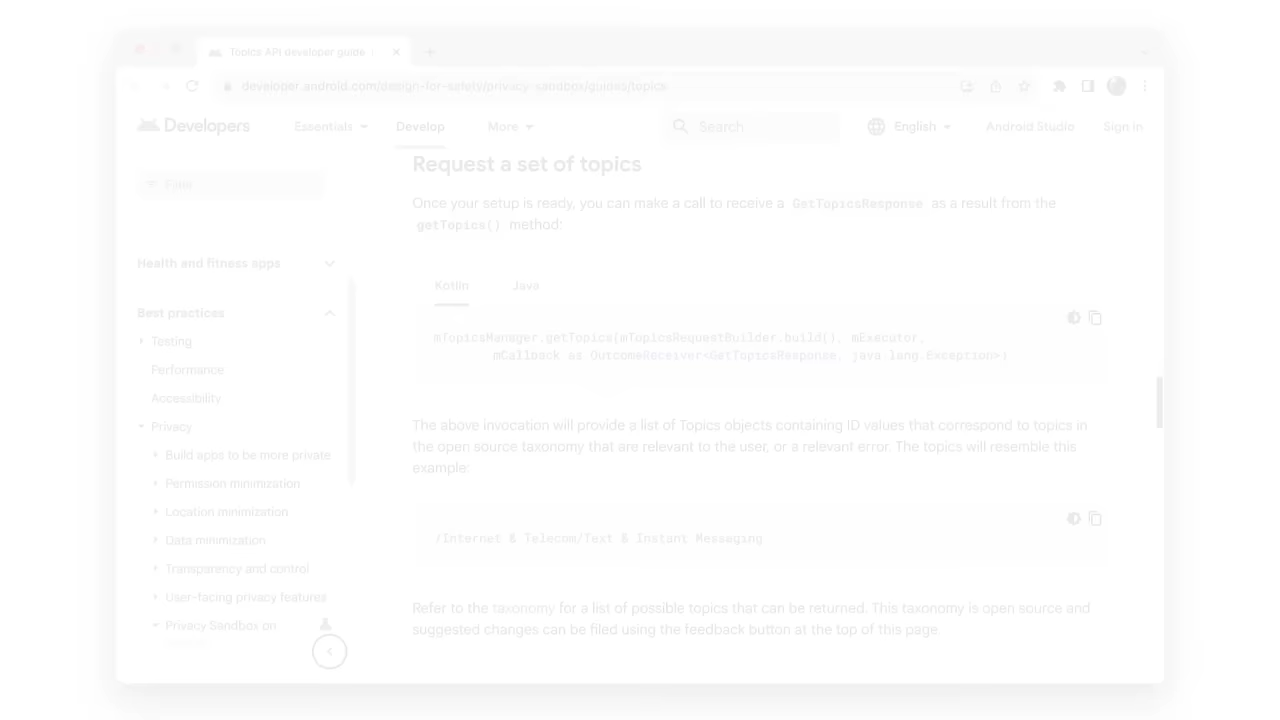 Topics API developer guide
developer.android.com/design-for-safety/privacy-sandbox/guides/topics
Developers
Essentials
Develop
More
Search
English
Android Studio
Sign in
Filter
Health and fitness apps
Best practices
Testing
Performance
Accessibility
Privacy
Build apps to be more private
Permission minimization
Location minimization
Data minimization
Transparency and control
User-facing privacy features
Privacy Sandbox on
Request a set of topics
Once your setup is ready, you can make a call to receive a GetTopicsResponse as a result from the
getTopics() method:
Kotlin
Java
mTopicsManager.getTopics(mTopicsRequestBuilder.build(), mExecutor,
mCallback as OutcomeReceiver<GetTopicsResponse, java.lang.Exception>)
The above invocation will provide a list of Topics objects containing ID values that correspond to topics in
the open source taxonomy that are relevant to the user, or a relevant error. The topics will resemble this
example:
/Internet & Telecom/Text & Instant Messaging
Refer to the taxonomy for a list of possible topics that can be returned. This taxonomy is open source and
suggested changes can be filed using the feedback button at the top of this page.